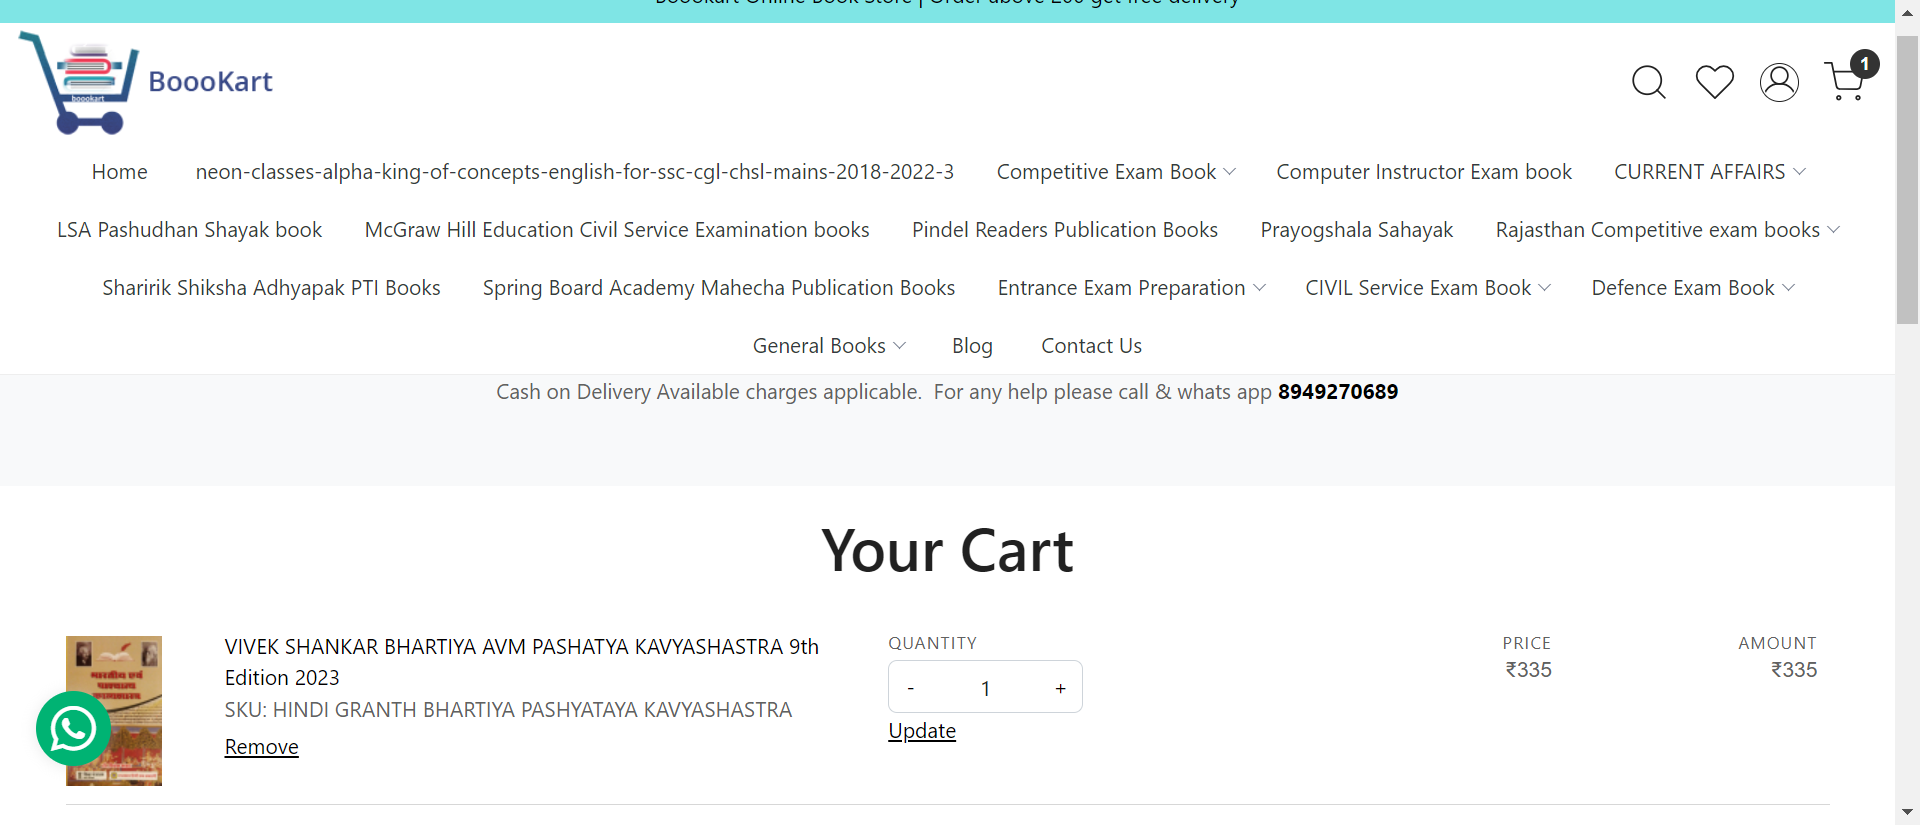 Boookart Online Book Store | Order above 200 get free delivery
boookart
BoooKart
1
Home neon-classes-alpha-king-of-concepts-english-for-ssc-cgl-chsl-mains-2018-2022-3 Competitive Exam Book Computer Instructor Exam book CURRENT AFFAIRS
LSA Pashudhan Shayak book McGraw Hill Education Civil Service Examination books Pindel Readers Publication Books Prayogshala Sahayak Rajasthan Competitive exam books
Sharirik Shiksha Adhyapak PTI Books Spring Board Academy Mahecha Publication Books Entrance Exam Preparation CIVIL Service Exam Book Defence Exam Book
General Books Blog Contact Us
Cash on Delivery Available charges applicable. For any help please call & whats app 8949270689
Your Cart
भारतीय एवं
पाश्चात्य
काव्यशास्त्र
VIVEK SHANKAR BHARTIYA AVM PASHATYA KAVYASHASTRA 9th
Edition 2023
SKU: HINDI GRANTH BHARTIYA PASHYATAYA KAVYASHASTRA
Remove
QUANTITY
- 1 +
Update
PRICE
₹335
AMOUNT
₹335